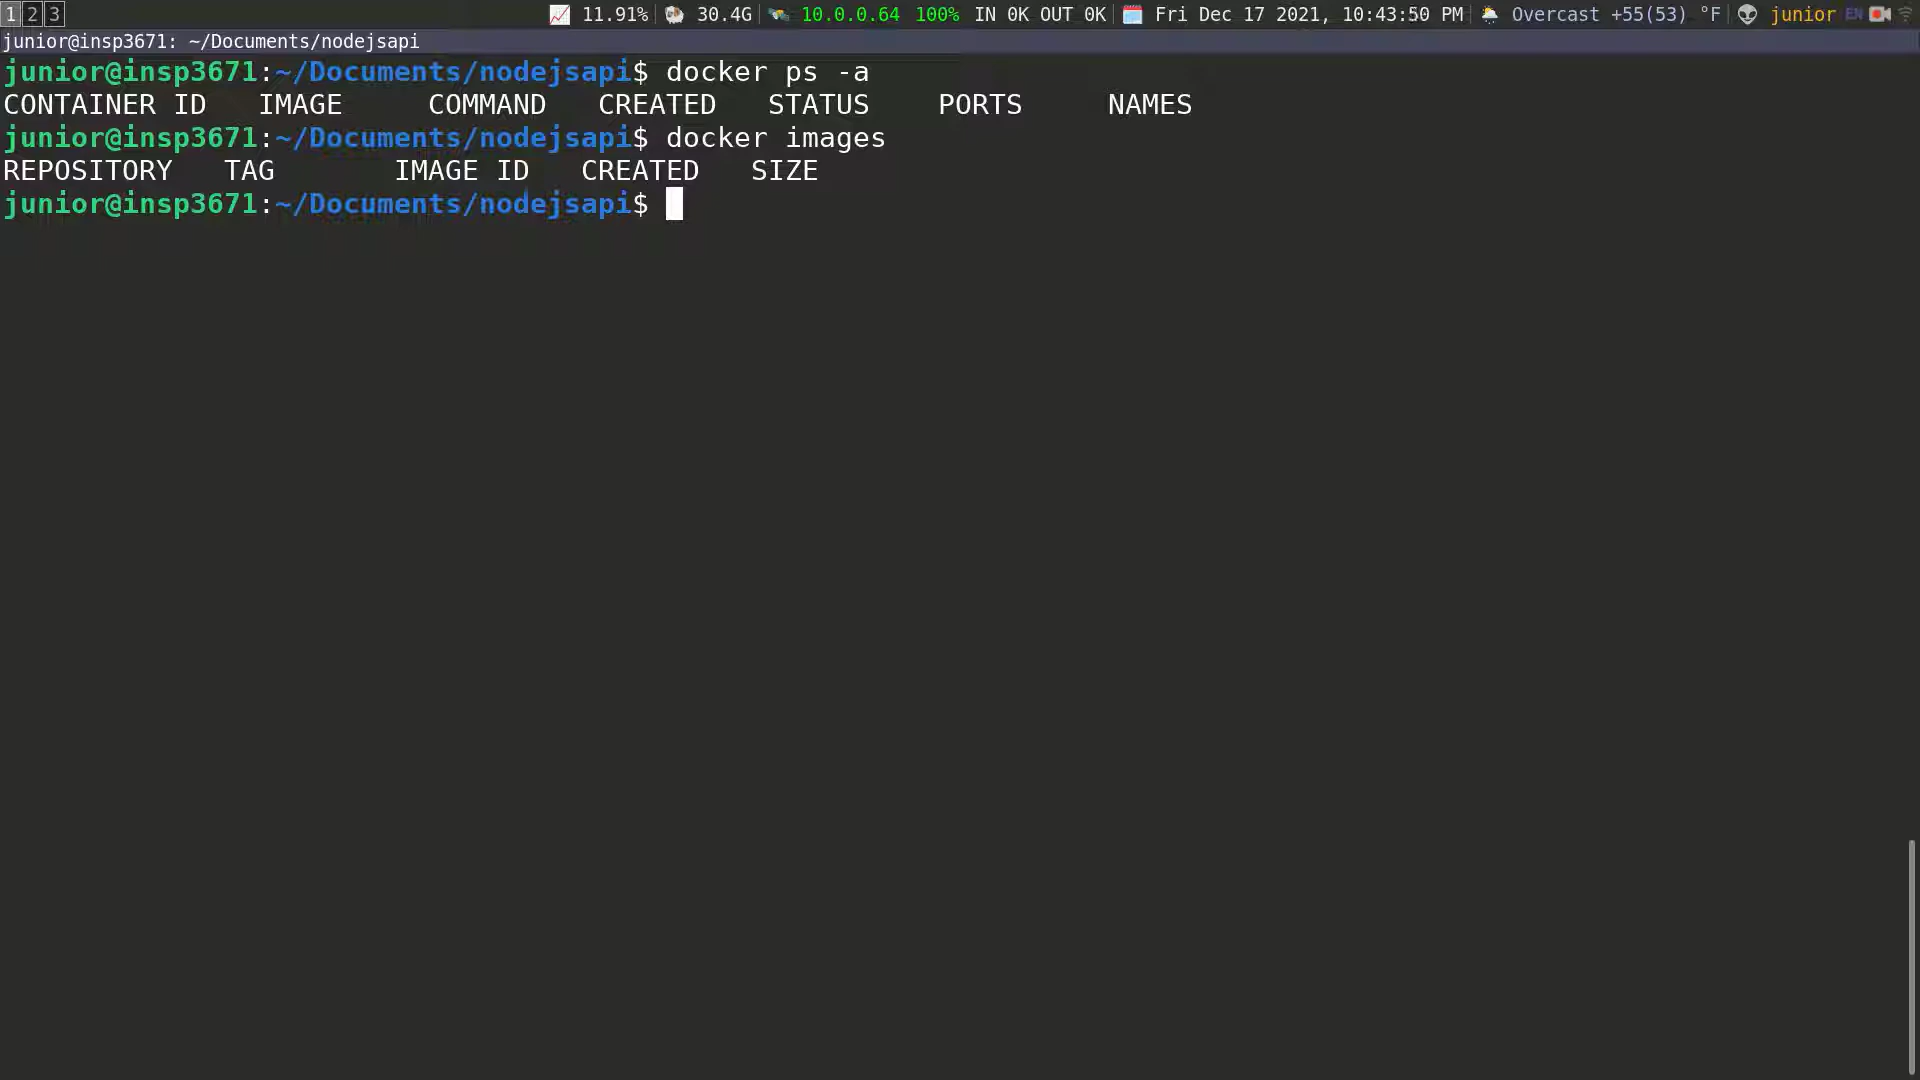 1 2 3 11.91% 30.4G 10.0.0.64 100% IN 0K OUT 0K Fri Dec 17 2021, 10:43:50 PM Overcast +55(53) °F junior EN
junior@insp3671: ~/Documents/nodejsapi
junior@insp3671:~/Documents/nodejsapi$ docker ps -a
CONTAINER ID   IMAGE     COMMAND   CREATED   STATUS    PORTS     NAMES
junior@insp3671:~/Documents/nodejsapi$ docker images
REPOSITORY   TAG       IMAGE ID   CREATED   SIZE
junior@insp3671:~/Documents/nodejsapi$